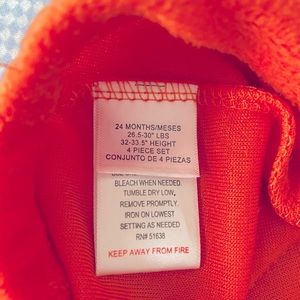 24 MONTHS/MESES
26.5-30" LBS
32-33.5" HEIGHT
4 PIECE SET
CONJUNTO DE 4 PIEZAS
BLEACH WHEN NEEDED.
TUMBLE DRY LOW.
REMOVE PROMPTLY.
IRON ON LOWEST
SETTING AS NEEDED
RN# 51638
KEEP AWAY FROM FIRE